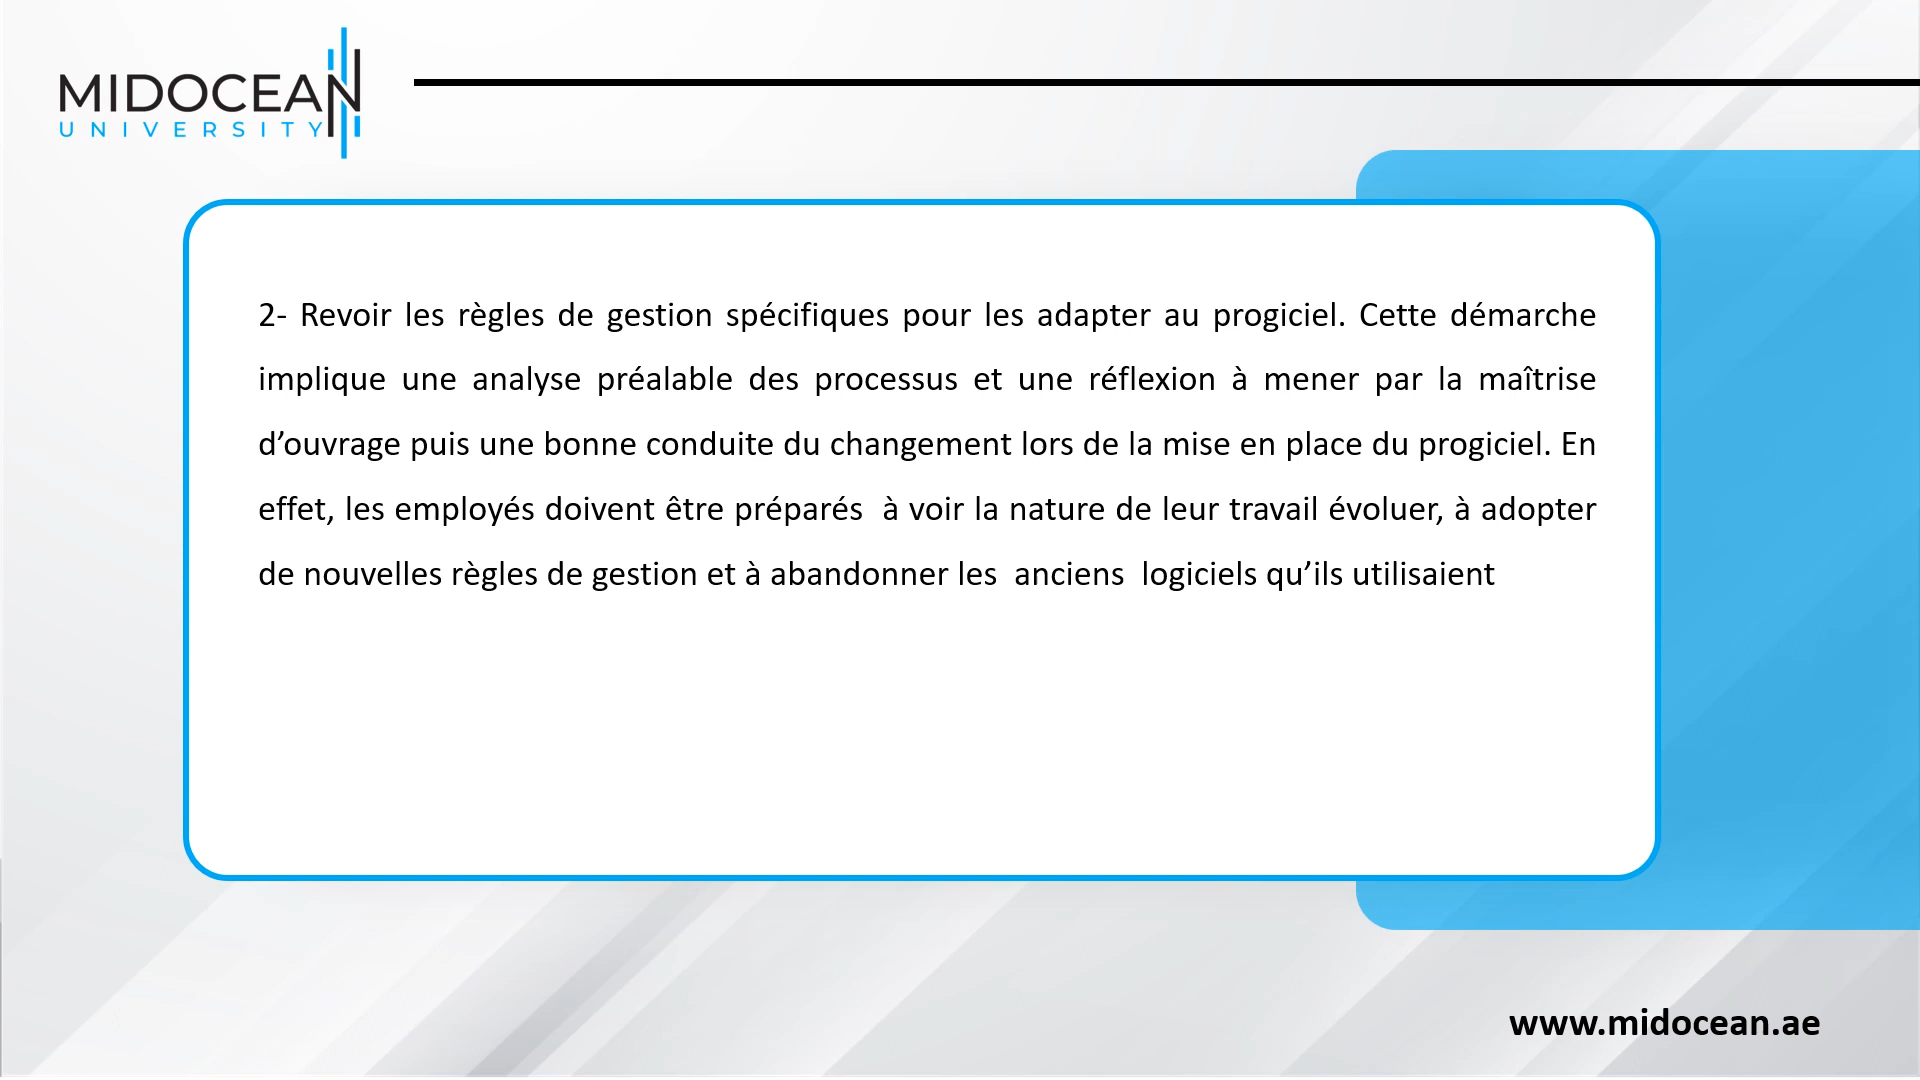 MIDOCEAN
UNIVERSITY
2- Revoir les règles de gestion spécifiques pour les adapter au progiciel. Cette démarche
implique une analyse préalable des processus et une réflexion à mener par la maîtrise
d’ouvrage puis une bonne conduite du changement lors de la mise en place du progiciel. En
effet, les employés doivent être préparés  à voir la nature de leur travail évoluer, à adopter
de nouvelles règles de gestion et à abandonner les  anciens  logiciels qu’ils utilisaient
www.midocean.ae